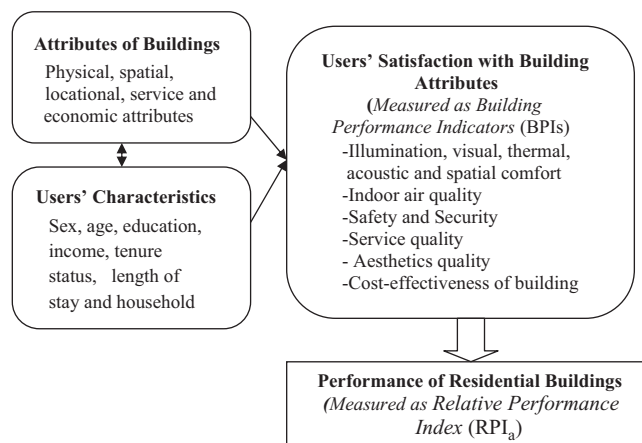 Attributes of Buildings
Physical, spatial,
locational, service and
economic attributes
Users' Characteristics
Sex, age, education,
income, tenure
status, length of
stay and household
Users' Satisfaction with Building
Attributes
(Measured as Building
Performance Indicators (BPIs)
-Illumination, visual, thermal,
acoustic and spatial comfort
-Indoor air quality
-Safety and Security
-Service quality
- Aesthetics quality
-Cost-effectiveness of building
Performance of Residential Buildings
(Measured as Relative Performance
Index (RPIa)